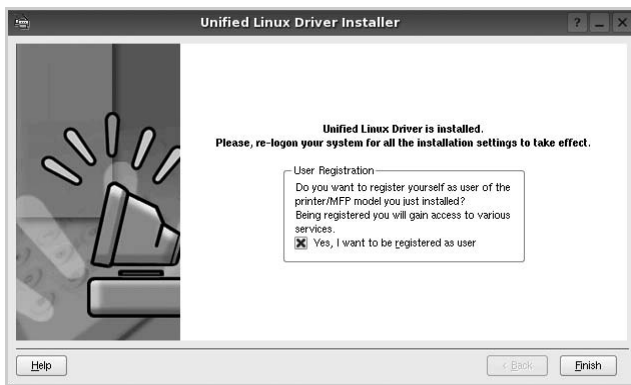 Unified Linux Driver Installer
Unified Linux Driver is installed.
Please, re-logon your system for all the installation settings to take effect.
User Registration
Do you want to register yourself as user of the
printer/MFP model you just installed?
Being registered you will gain access to various
services.
Yes, I want to be registered as user
Help
< Back
Finish